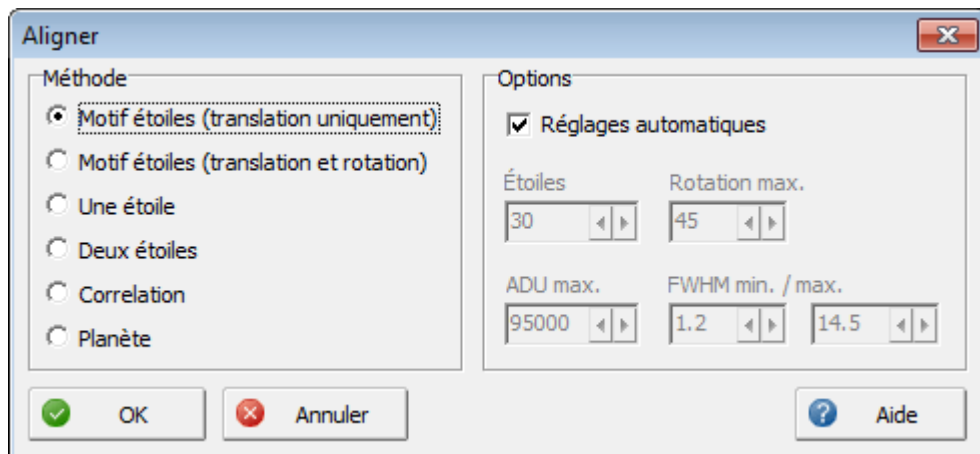 Aligner
Méthode
Motif étoiles (translation uniquement)
Motif étoiles (translation et rotation)
Une étoile
Deux étoiles
Correlation
Planète
Options
Réglages automatiques
Étoiles Rotation max.
30 45
ADU max. FWHM min. / max.
95000 1.2 14.5
OK Annuler Aide